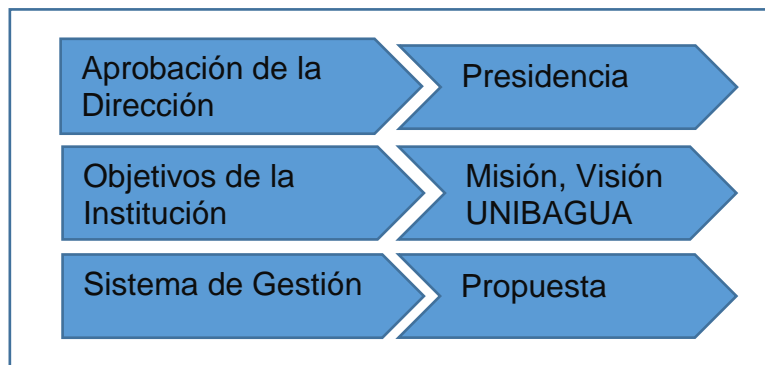 Aprobación de la
Dirección
Presidencia
Objetivos de la
Institución
Misión, Visión
UNIBAGUA
Sistema de Gestión
Propuesta